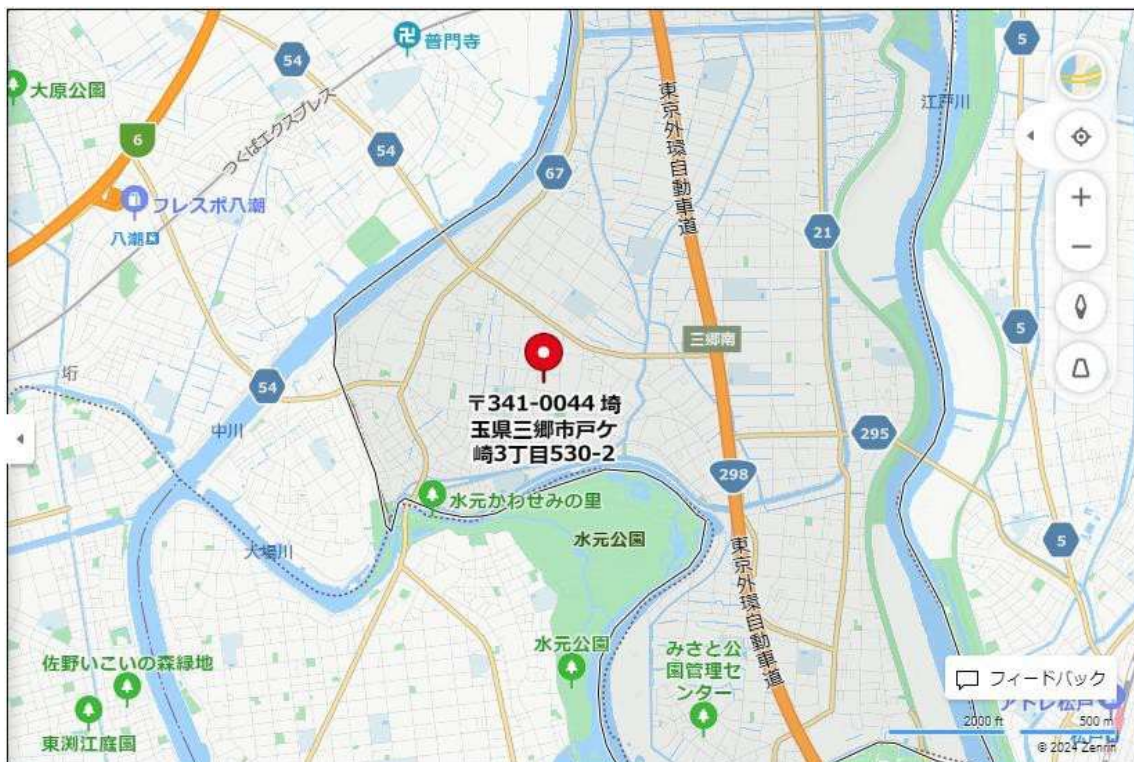 普門寺
54
5
大原公園
つくばエクスプレス
東京外環自動車道
江戸川
6
54
67
フレスポ八潮
八潮
21
5
三郷南
垳
54
〒341-0044 埼
玉県三郷市戸ケ
崎3丁目530-2
中川
295
298
水元かわせみの里
水元公園
大場川
5
東京外環自動車道
水元公園
みさと公
園管理セ
ンター
佐野いこいの森緑地
フィードバック
アトレ松戸
東渕江庭園
2000 ft
500 m
© 2024 Zenrin